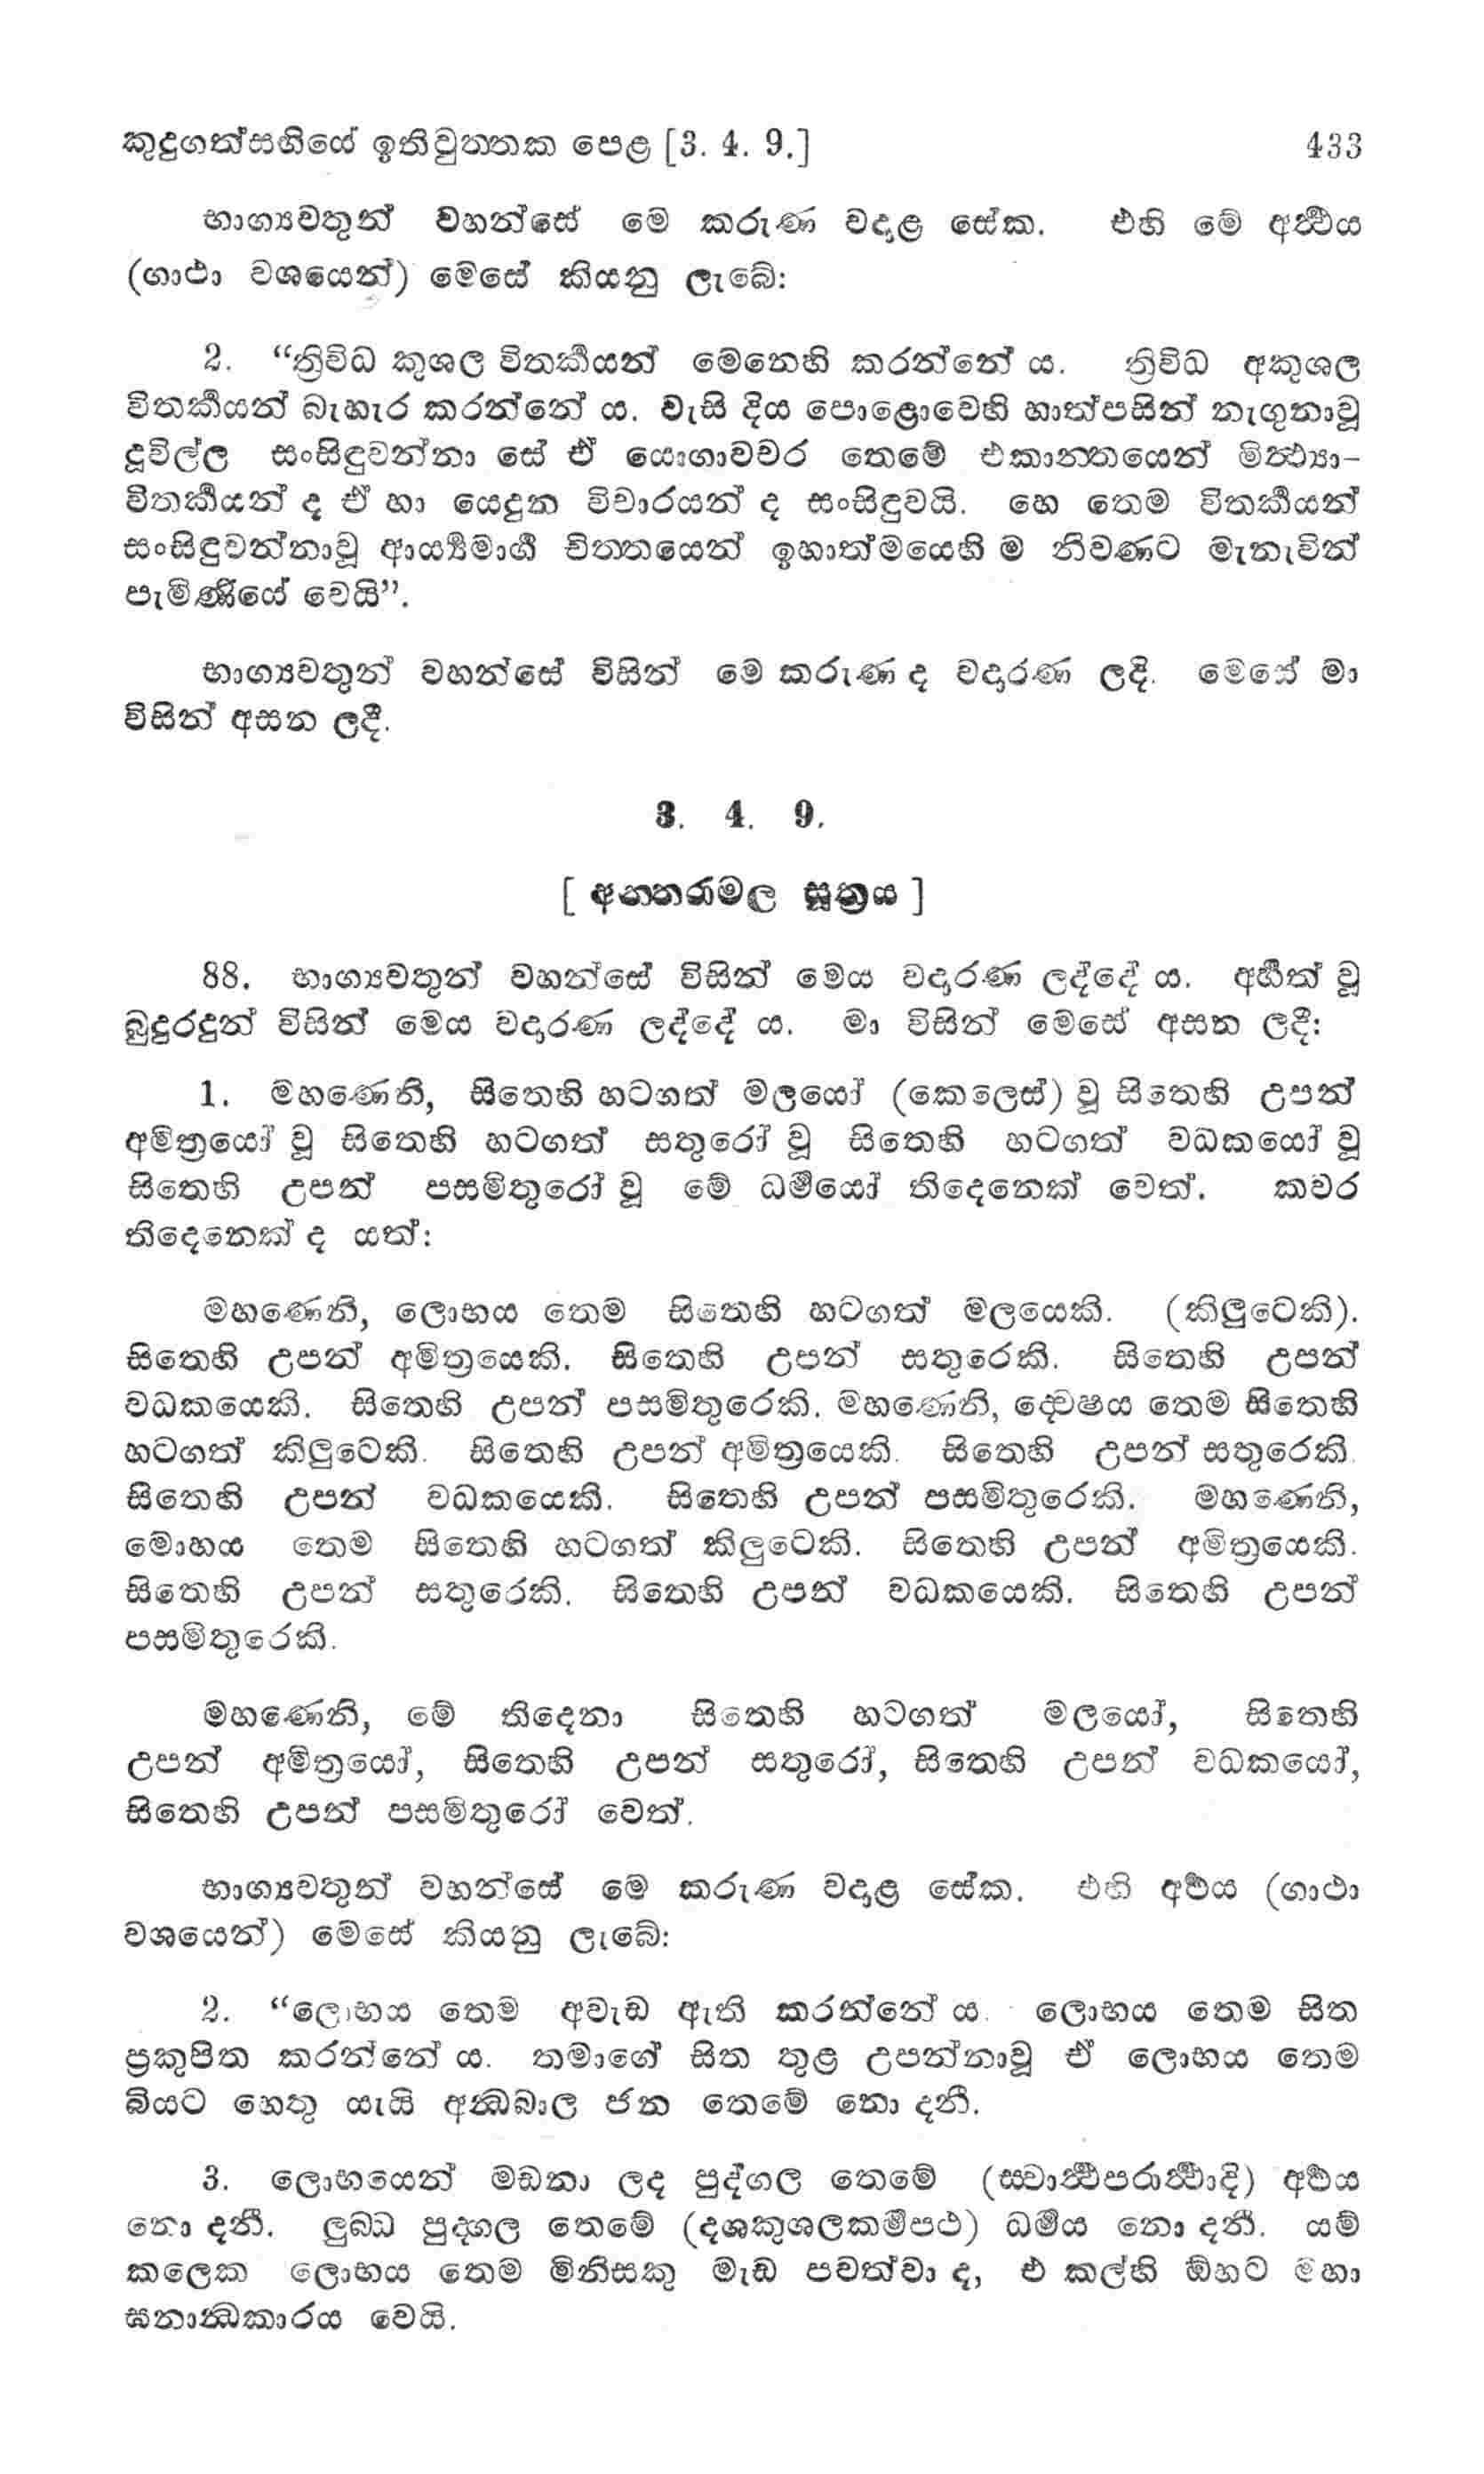 කුදුගත්සඟියේ ඉතිවුත්තක පෙළ [3. 4. 9.] 433
භාග්‍යවතුන් වහන්සේ මේ කරුණ වදාළ සේක. එහි මේ අර්‍ත්‍ථය
(ගාථා වශයෙන්) මෙසේ කියනු ලැබේ:
2. “ත්‍රිවිධ කුශල විතර්‍කයන් මෙනෙහි කරන්නේ ය. ත්‍රිවිධ අකුශල
විතර්‍කයන් බැහැර කරන්නේ ය. වැසි දිය පොළොවෙහි හාත්පසින් නැගුනාවූ
දූවිල්ල සංසිඳුවන්නා සේ ඒ යොගාවචර තෙමේ එකාන්තයෙන් මිත්‍ථ්‍යා-
විතර්‍කයන් ද ඒ හා යෙදුන විචාරයන් ද සංසිඳුවයි. හෙ තෙම විතර්‍කයන්
සංසිඳුවන්නාවූ ආර්‍ය්‍යමාර්‍ග චිත්තයෙන් ඉහාත්මයෙහි ම නිවණට මැනැවින්
පැමිණියේ වෙයි”.
භාග්‍යවතුන් වහන්සේ විසින් මෙ කරුණ ද වදාරණ ලදි. මෙසේ මා
විසින් අසන ලදී.
3. 4. 9.
[ අන්තරාමල සූත්‍රය ]
88. භාග්‍යවතුන් වහන්සේ විසින් මෙය වදාරණ ලද්දේ ය. අර්‍හත් වූ
බුදුරදුන් විසින් මෙය වදාරණ ලද්දේ ය. මා විසින් මෙසේ අසන ලදී:
1. මහණෙනි, සිතෙහි හටගත් මලයෝ (කෙලෙස්) වූ සිතෙහි උපන්
අමිත්‍රයෝ වූ සිතෙහි හටගත් සතුරෝ වූ සිතෙහි හටගත් වධකයෝ වූ
සිතෙහි උපන් පසමිතුරෝ වූ මේ ධර්‍මයෝ තිදෙනෙක් වෙත්. කවර
තිදෙනෙක් ද යත්:
මහණෙනි, ලොභය තෙම සිතෙහි හටගත් මලයෙකි. (කිලුටෙකි).
සිතෙහි උපන් අමිත්‍රයෙකි. සිතෙහි උපන් සතුරෙකි. සිතෙහි උපන්
වධකයෙකි. සිතෙහි උපන් පසමිතුරෙකි. මහණෙනි, ද්වේෂය තෙම සිතෙහි
හටගත් කිලුටෙකි. සිතෙහි උපන් අමිත්‍රයෙකි. සිතෙහි උපන් සතුරෙකි.
සිතෙහි උපන් වධකයෙකි. සිතෙහි උපන් පසමිතුරෙකි. මහණෙනි,
මොහය තෙම සිතෙහි හටගත් කිලුටෙකි. සිතෙහි උපන් අමිත්‍රයෙකි.
සිතෙහි උපන් සතුරෙකි. සිතෙහි උපන් වධකයෙකි. සිතෙහි උපන්
පසමිතුරෙකි.
මහණෙනි, මේ තිදෙනා සිතෙහි හටගත් මලයෝ, සිතෙහි
උපන් අමිත්‍රයෝ, සිතෙහි උපන් සතුරෝ, සිතෙහි උපන් වධකයෝ,
සිතෙහි උපන් පසමිතුරෝ වෙත්.
භාග්‍යවතුන් වහන්සේ මෙ කරුණ වදාළ සේක. එහි අර්‍ථය (ගාථා
වශයෙන්) මෙසේ කියනු ලැබේ:
2. “ලොභය තෙම අවැඩ ඇති කරන්නේ ය. ලොභය තෙම සිත
ප්‍රකුපිත කරන්නේ ය. තමාගේ සිත තුළ උපන්නාවූ ඒ ලොභය තෙම
බියට හෙතු යැයි අන්‍ධබාල ජන තෙමේ නො දනී.
3. ලොභයෙන් මඩනා ලද පුද්ගල තෙමේ (ස්වාර්‍ත්‍ථපරාර්‍ත්‍ථාදි) අර්‍ථය
නො දනී. ලුබ්ධ පුද්ගල තෙමේ (දශකුශලකර්‍මපථ) ධර්‍මය නො දනී. යම්
කලෙක ලොභය තෙම මිනිසකු මැඩ පවත්වා ද, එ කල්හි ඕහට මහා
ඝනාන්‍ධකාරය වෙයි.